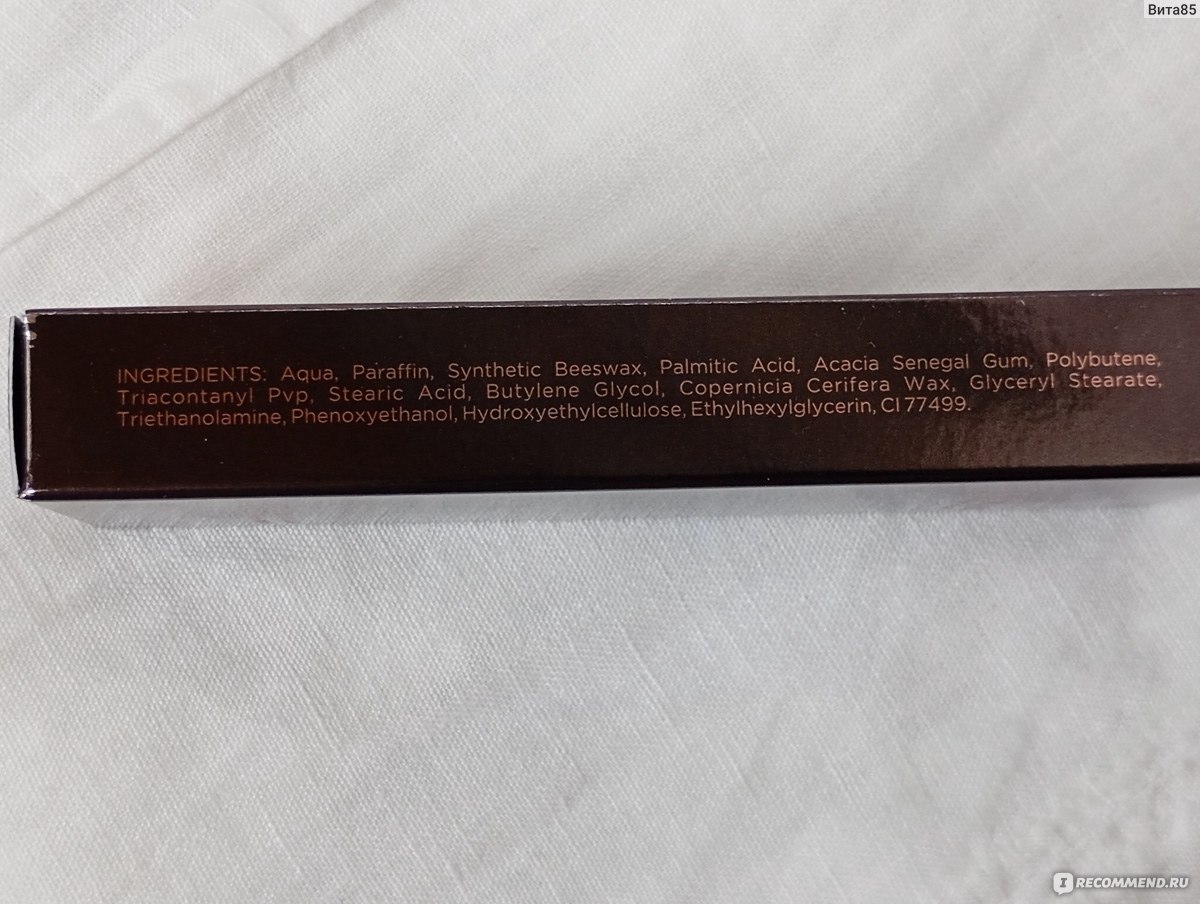 Вита85
INGREDIENTS: Aqua, Paraffin, Synthetic Beeswax, Palmitic Acid, Acacia Senegal Gum, Polybutene,
Triacontanyl Pvp, Stearic Acid, Butylene Glycol, Copernicia Cerifera Wax, Glyceryl Stearate,
Triethanolamine, Phenoxyethanol, Hydroxyethylcellulose, Ethylhexylglycerin, CI 77499.
IRECOMMEND.RU